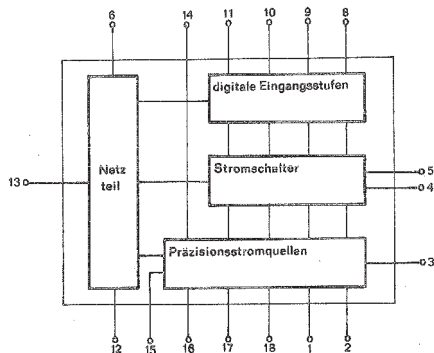 6 14 11 10 9 8
digitale Eingangsstufen
Netz
teil
Stromschalter
5
4
13
Präzisionsstromquellen
3
12 15 16 17 18 1 2